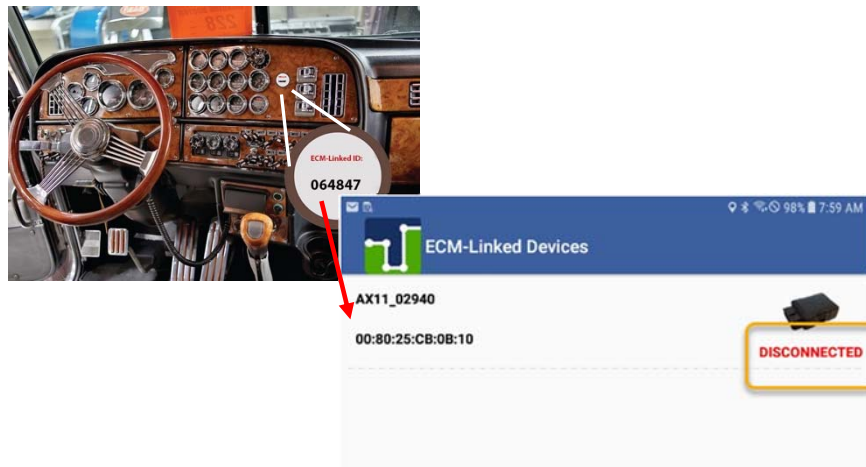 228
ECM-Linked ID:
064847
98% 7:59 AM
ECM-Linked Devices
AX11_02940
00:80:25:CB:0B:10
DISCONNECTED